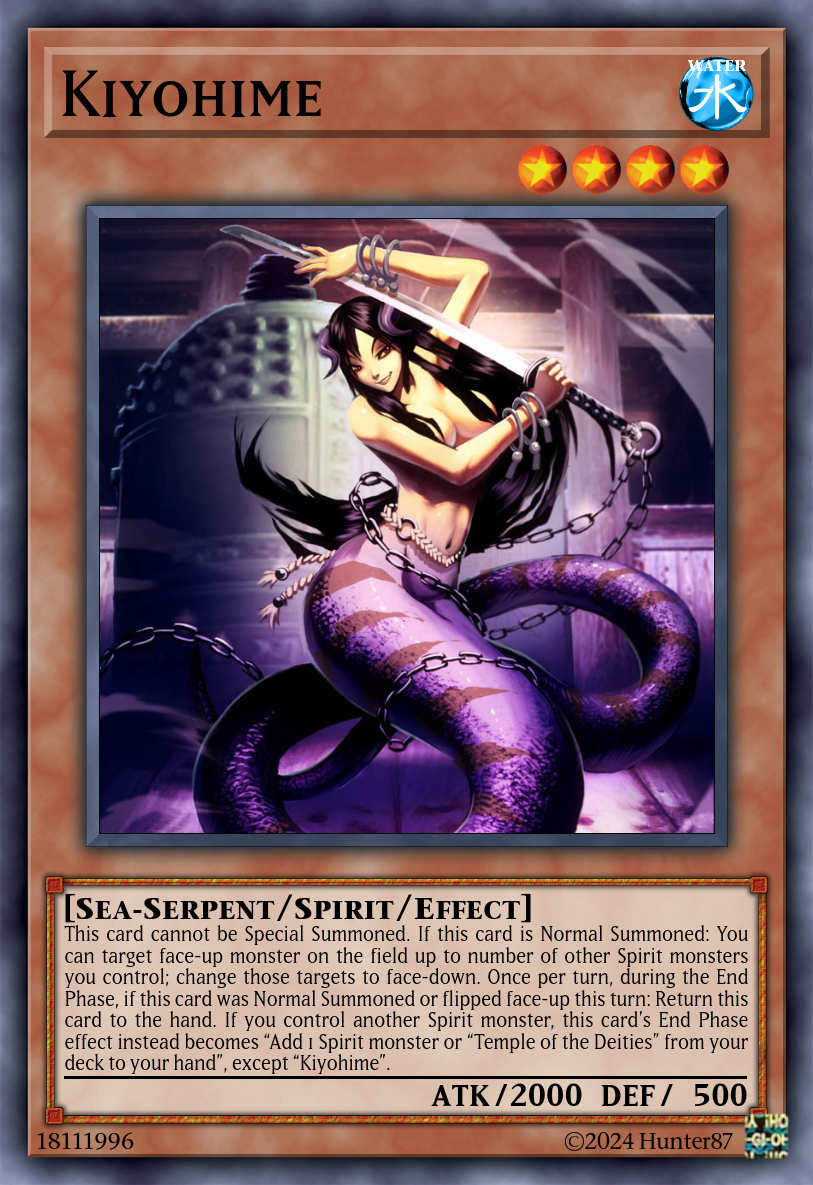 Kiyohime
WATER
水
[Sea-Serpent/Spirit/Effect]
This card cannot be Special Summoned. If this card is Normal Summoned: You
can target face-up monster on the field up to number of other Spirit monsters
you control; change those targets to face-down. Once per turn, during the End
Phase, if this card was Normal Summoned or flipped face-up this turn: Return this
card to the hand. If you control another Spirit monster, this card's End Phase
effect instead becomes “Add 1 Spirit monster or “Temple of the Deities” from your
deck to your hand”, except “Kiyohime”.
ATK/2000 DEF/ 500
18111996 ©2024 Hunter87